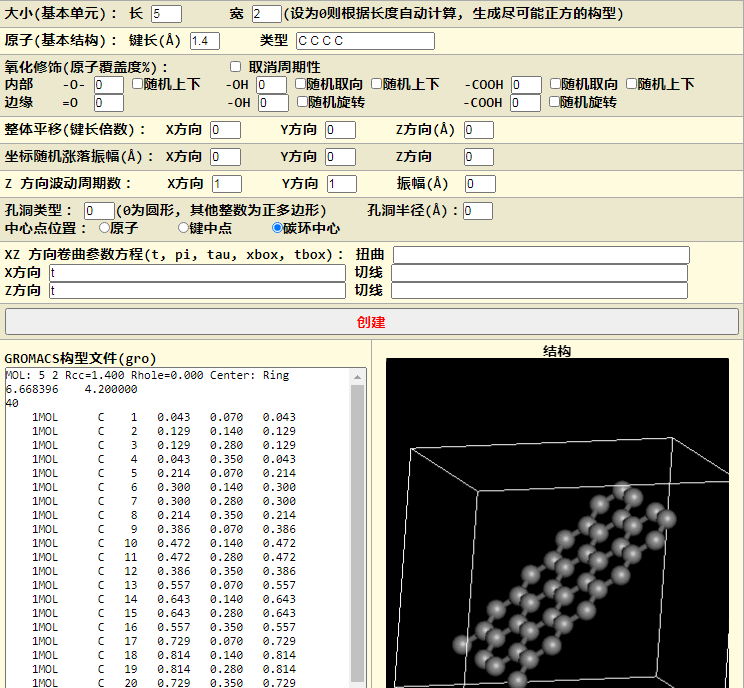 大小(基本单元)： 长 5 宽 2 (设为0则根据长度自动计算, 生成尽可能正方的构型)
原子(基本结构)： 键长(Å) 1.4 类型 C C C C
氧化修饰(原子覆盖度%)： 取消周期性
内部 -O- 0 随机上下 -OH 0 随机取向 随机上下 -COOH 0 随机取向 随机上下
边缘 =O 0 -OH 0 随机旋转 -COOH 0 随机旋转
整体平移(键长倍数)： X方向 0 Y方向 0 Z方向(Å) 0
坐标随机涨落振幅(Å)： X方向 0 Y方向 0 Z方向 0
Z 方向波动周期数： X方向 1 Y方向 1 振幅(Å) 0
孔洞类型： 0 (0为圆形, 其他整数为正多边形) 孔洞半径(Å)：0
中心点位置： 原子 键中点 碳环中心
XZ 方向卷曲参数方程(t, pi, tau, xbox, tbox)： 扭曲
X方向 t 切线
Z方向 t 切线
创建
GROMACS构型文件(gro)
MOL: 5 2 Rcc=1.400 Rhole=0.000 Center: Ring
6.668396 4.200000
40
1MOL C 1 0.043 0.070 0.043
1MOL C 2 0.129 0.140 0.129
1MOL C 3 0.129 0.280 0.129
1MOL C 4 0.043 0.350 0.043
1MOL C 5 0.214 0.070 0.214
1MOL C 6 0.300 0.140 0.300
1MOL C 7 0.300 0.280 0.300
1MOL C 8 0.214 0.350 0.214
1MOL C 9 0.386 0.070 0.386
1MOL C 10 0.472 0.140 0.472
1MOL C 11 0.472 0.280 0.472
1MOL C 12 0.386 0.350 0.386
1MOL C 13 0.557 0.070 0.557
1MOL C 14 0.643 0.140 0.643
1MOL C 15 0.643 0.280 0.643
1MOL C 16 0.557 0.350 0.557
1MOL C 17 0.729 0.070 0.729
1MOL C 18 0.814 0.140 0.814
1MOL C 19 0.814 0.280 0.814
1MOL C 20 0.729 0.350 0.729
结构